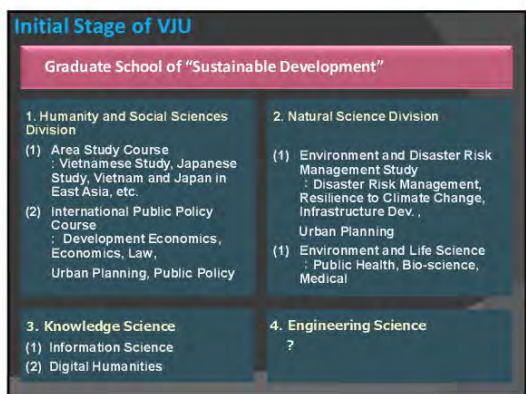 Initial Stage of VJU
Graduate School of “Sustainable Development”
1. Humanity and Social Sciences
Division
(1) Area Study Course
: Vietnamese Study, Japanese
Study, Vietnam and Japan in
East Asia, etc.
(2) International Public Policy
Course
: Development Economics,
Economics, Law,
Urban Planning, Public Policy
2. Natural Science Division
(1) Environment and Disaster Risk
Management Study
: Disaster Risk Management,
Resilience to Climate Change,
Infrastructure Dev. ,
Urban Planning
(1) Environment and Life Science
: Public Health, Bio-science,
Medical
3. Knowledge Science
(1) Information Science
(2) Digital Humanities
4. Engineering Science
?